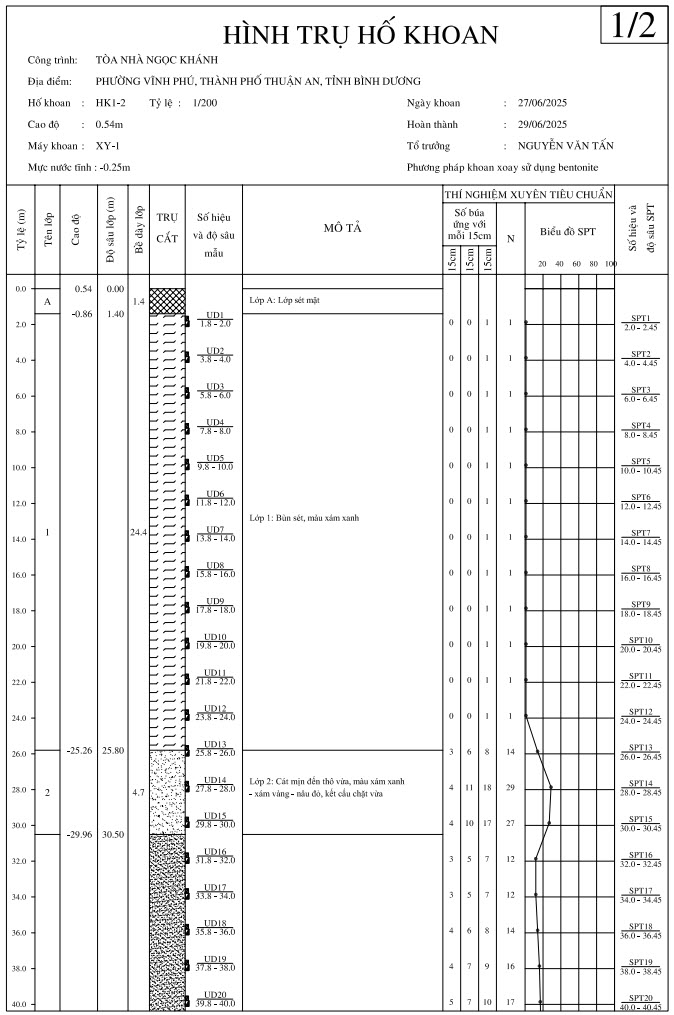 1/2
HÌNH TRỤ HỐ KHOAN
Công trình: TÒA NHÀ NGỌC KHÁNH
Địa điểm: PHƯỜNG VĨNH PHÚ, THÀNH PHỐ THUẬN AN, TỈNH BÌNH DƯƠNG
Hố khoan : HK1-2 Tỷ lệ : 1/200 Ngày khoan : 27/06/2025
Cao độ : 0.54m Hoàn thành : 29/06/2025
Máy khoan : XY-1 Tổ trưởng : NGUYỄN VĂN TẤN
Mực nước tĩnh : -0.25m Phương pháp khoan xoay sử dụng bentonite
Tỷ lệ (m)
Tên lớp
Cao độ
Độ sâu lớp (m)
Bề dày lớp
TRỤ CẮT
Số hiệu và độ sâu mẫu
MÔ TẢ
THÍ NGHIỆM XUYÊN TIÊU CHUẨN
Số búa ứng với mỗi 15cm
15cm 15cm 15cm
N
Biểu đồ SPT
20 40 60 80 100
Số hiệu và độ sâu SPT
0.0 0.54 0.00
A 1.4 Lớp A: Lớp sét mặt
-0.86 1.40
2.0 UD1 1.8 - 2.0 0 0 1 1 SPT1 2.0 - 2.45
4.0 UD2 3.8 - 4.0 0 0 1 1 SPT2 4.0 - 4.45
6.0 UD3 5.8 - 6.0 0 0 1 1 SPT3 6.0 - 6.45
8.0 UD4 7.8 - 8.0 0 0 1 1 SPT4 8.0 - 8.45
10.0 UD5 9.8 - 10.0 0 0 1 1 SPT5 10.0 - 10.45
12.0 UD6 11.8 - 12.0 0 0 1 1 SPT6 12.0 - 12.45
Lớp 1: Bùn sét, màu xám xanh
1 24.4
14.0 UD7 13.8 - 14.0 0 0 1 1 SPT7 14.0 - 14.45
16.0 UD8 15.8 - 16.0 0 0 1 1 SPT8 16.0 - 16.45
18.0 UD9 17.8 - 18.0 0 0 1 1 SPT9 18.0 - 18.45
20.0 UD10 19.8 - 20.0 0 0 1 1 SPT10 20.0 - 20.45
22.0 UD11 21.8 - 22.0 0 0 1 1 SPT11 22.0 - 22.45
24.0 UD12 23.8 - 24.0 0 0 1 1 SPT12 24.0 - 24.45
-25.26 25.80
26.0 UD13 25.8 - 26.0 3 6 8 14 SPT13 26.0 - 26.45
Lớp 2: Cát mịn đến thô vừa, màu xám xanh
- xám vàng - nâu đỏ, kết cấu chặt vừa
28.0 UD14 27.8 - 28.0 4 11 18 29 SPT14 28.0 - 28.45
2 4.7
30.0 UD15 29.8 - 30.0 4 10 17 27 SPT15 30.0 - 30.45
-29.96 30.50
32.0 UD16 31.8 - 32.0 3 5 7 12 SPT16 32.0 - 32.45
34.0 UD17 33.8 - 34.0 3 5 7 12 SPT17 34.0 - 34.45
36.0 UD18 35.8 - 36.0 4 6 8 14 SPT18 36.0 - 36.45
38.0 UD19 37.8 - 38.0 4 7 9 16 SPT19 38.0 - 38.45
40.0 UD20 39.8 - 40.0 5 7 10 17 SPT20 40.0 - 40.45